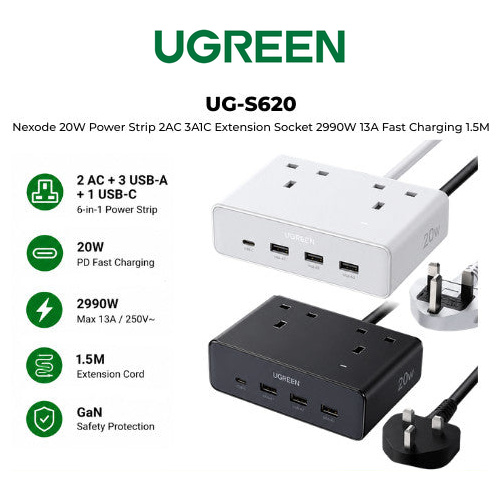 UGREEN
UG-S620
Nexode 20W Power Strip 2AC 3A1C Extension Socket 2990W 13A Fast Charging 1.5M
2 AC + 3 USB-A
+ 1 USB-C
6-in-1 Power Strip
20W
PD Fast Charging
2990W
Max 13A / 250V~
1.5M
Extension Cord
GaN
Safety Protection
UGREEN
20W
UGREEN
20W